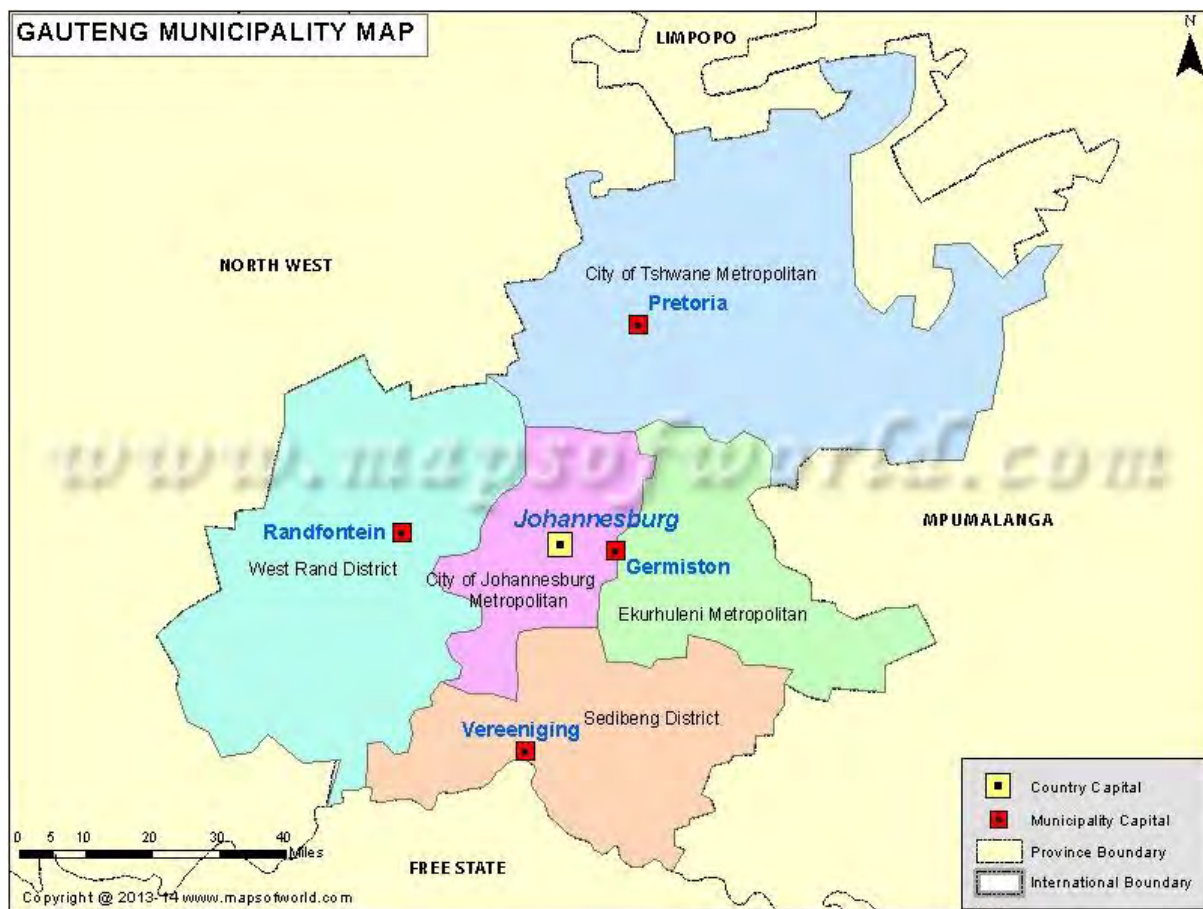 GAUTENG MUNICIPALITY MAP
LIMPOPO
N
NORTH WEST
City of Tshwane Metropolitan
Pretoria
www.mapsofworld.com
Johannesburg
Randfontein
MPUMALANGA
West Rand District
Germiston
City of Johannesburg
Metropolitan
Ekurhuleni Metropolitan
Sedibeng District
Vereeniging
Country Capital
Municipality Capital
Province Boundary
International Boundary
0 5 10 20 30 40
Miles
FREE STATE
Copyright @ 2013-14 www.mapsofworld.com